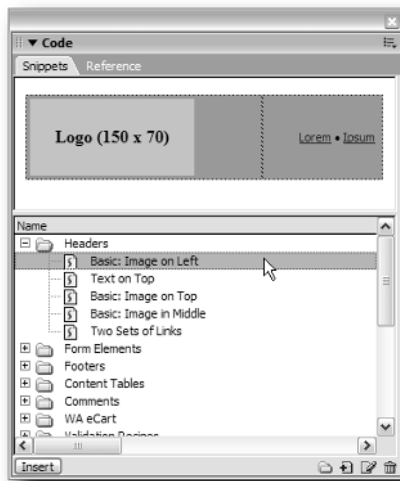 Code
Snippets Reference
Logo (150 x 70)
Lorem • Ipsum
Name
Headers
Basic: Image on Left
Text on Top
Basic: Image on Top
Basic: Image in Middle
Two Sets of Links
Form Elements
Footers
Content Tables
Comments
WA eCart
Validation Recipes
Insert